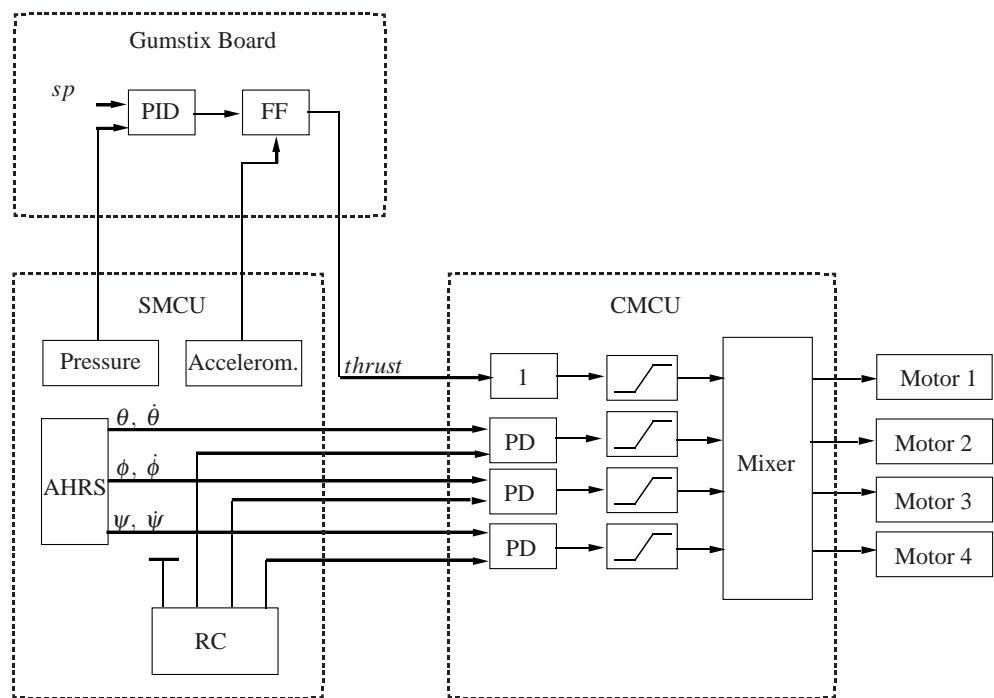 Gumstix Board
sp
PID
FF
SMCU
CMCU
Pressure
Accelerom.
thrust
1
Motor 1
θ, θ̇
PD
Motor 2
AHRS
ϕ, ϕ̇
PD
Mixer
Motor 3
ψ, ψ̇
PD
Motor 4
RC